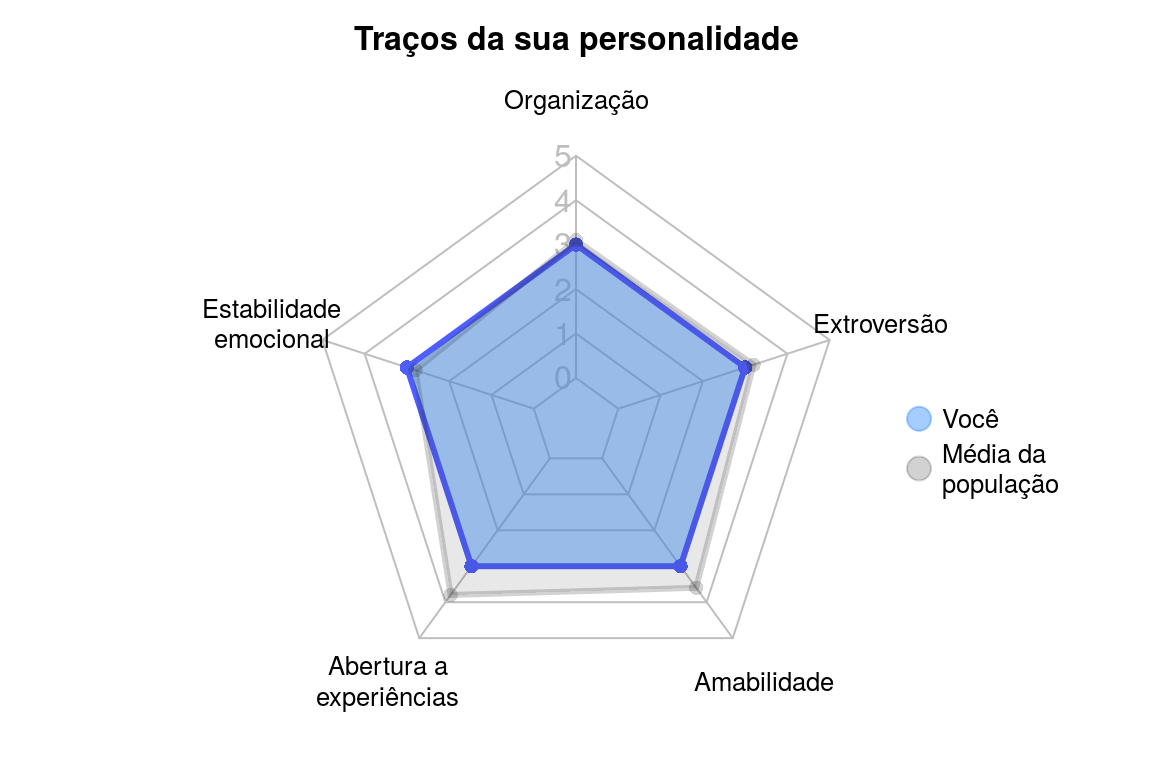 Traços da sua personalidade
Organização
5
4
3
2
1
0
Estabilidade
emocional
Extroversão
Você
Média da
população
Abertura a
experiências
Amabilidade